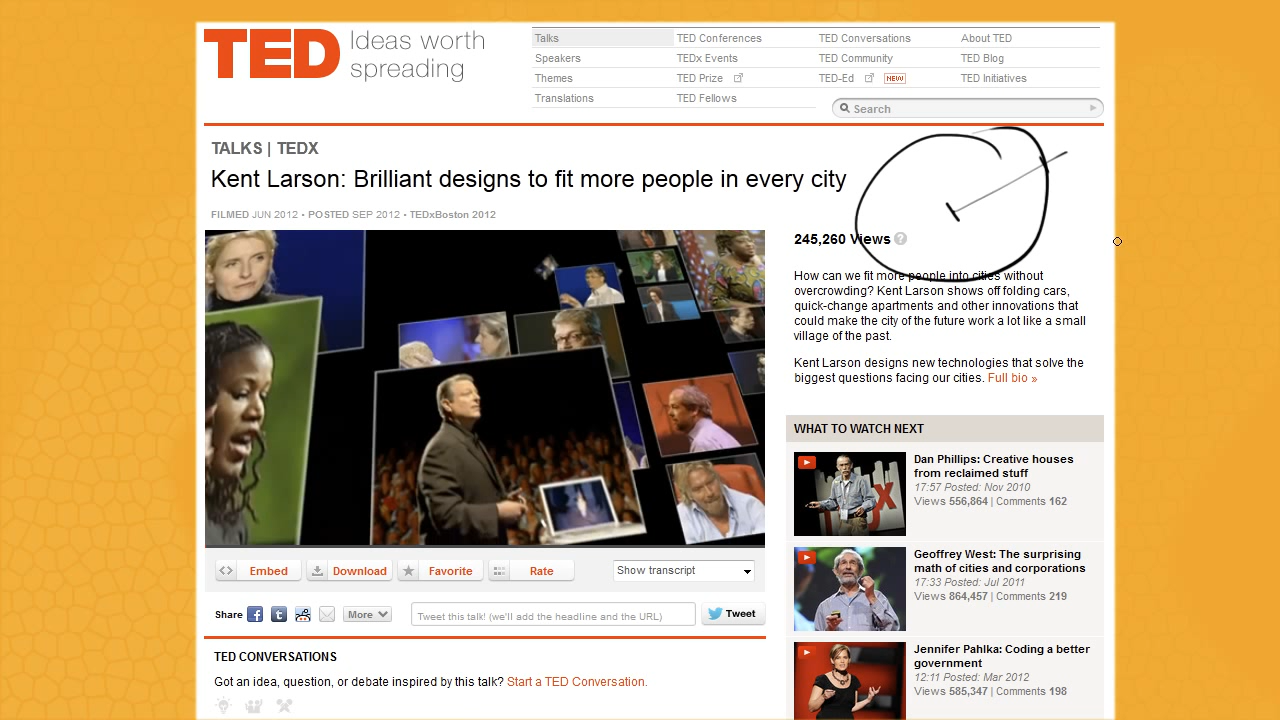 TED Ideas worth
spreading
Talks TED Conferences TED Conversations About TED
Speakers TEDx Events TED Community TED Blog
Themes TED Prize TED-Ed NEW TED Initiatives
Translations TED Fellows
Search
TALKS | TEDX
Kent Larson: Brilliant designs to fit more people in every city
FILMED JUN 2012 • POSTED SEP 2012 • TEDxBoston 2012
245,260 Views ?
How can we fit more people into cities without
overcrowding? Kent Larson shows off folding cars,
quick-change apartments and other innovations that
could make the city of the future work a lot like a small
village of the past.
Kent Larson designs new technologies that solve the
biggest questions facing our cities. Full bio »
WHAT TO WATCH NEXT
Dan Phillips: Creative houses
from reclaimed stuff
17:57 Posted: Nov 2010
Views 556,864 | Comments 162
Geoffrey West: The surprising
math of cities and corporations
17:33 Posted: Jul 2011
Views 864,457 | Comments 219
Jennifer Pahlka: Coding a better
government
12:11 Posted: Mar 2012
Views 585,347 | Comments 198
Embed Download Favorite Rate Show transcript
Share f t More Tweet this talk! (we'll add the headline and the URL) Tweet
TED CONVERSATIONS
Got an idea, question, or debate inspired by this talk? Start a TED Conversation.